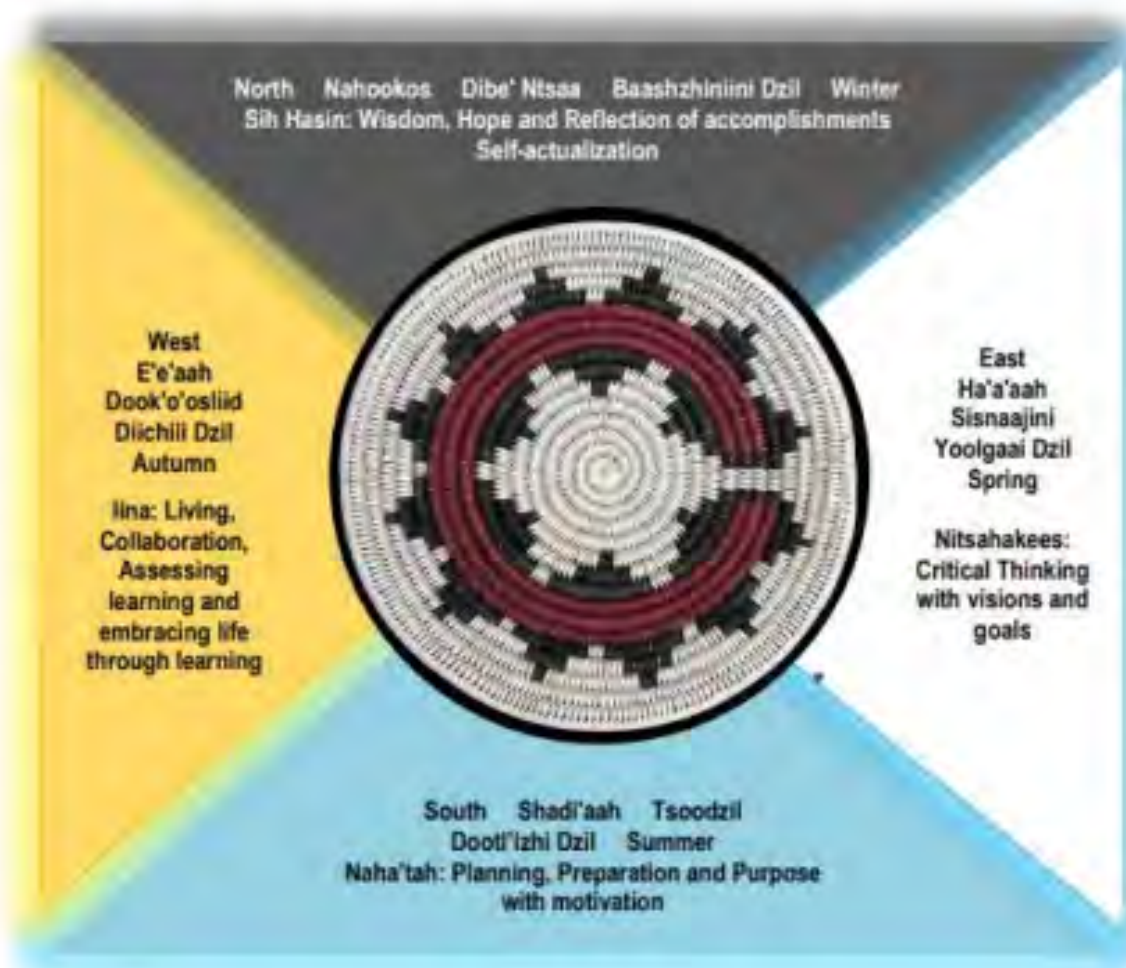 North Nahookos Dibe' Ntsaa Baashzhiniini Dzil Winter
Sih Hasin: Wisdom, Hope and Reflection of accomplishments
Self-actualization
West
E'e'aah
Dook'o'osliid
Diichili Dzil
Autumn
Iina: Living,
Collaboration,
Assessing
learning and
embracing life
through learning
East
Ha'a'aah
Sisnaajini
Yoolgaai Dzil
Spring
Nitsahakees:
Critical Thinking
with visions and
goals
South Shadi'aah Tsoodzil
Dootl'izhi Dzil Summer
Naha'tah: Planning, Preparation and Purpose
with motivation